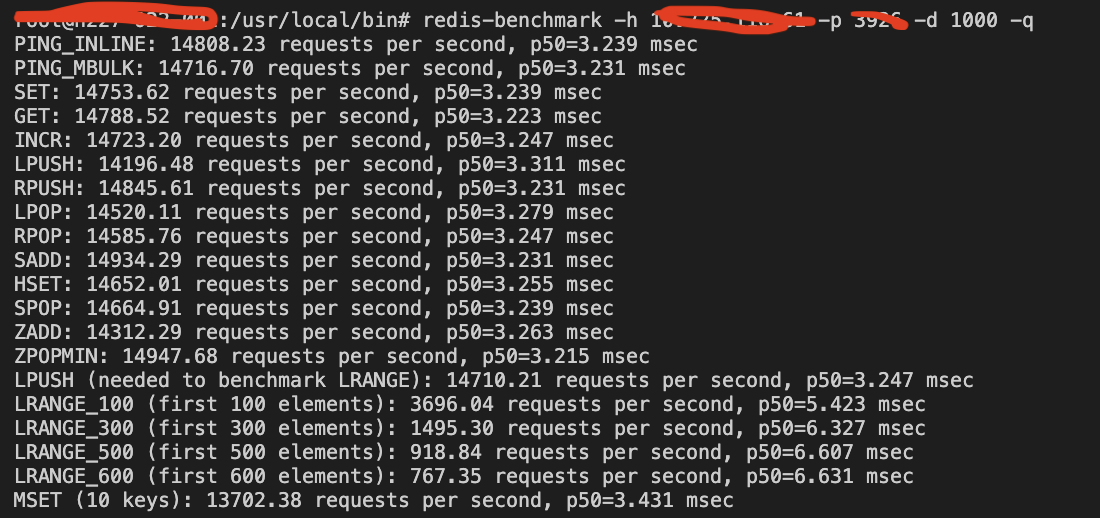 :/usr/local/bin# redis-benchmark -h -p -d 1000 -q
PING_INLINE: 14808.23 requests per second, p50=3.239 msec
PING_MBULK: 14716.70 requests per second, p50=3.231 msec
SET: 14753.62 requests per second, p50=3.239 msec
GET: 14788.52 requests per second, p50=3.223 msec
INCR: 14723.20 requests per second, p50=3.247 msec
LPUSH: 14196.48 requests per second, p50=3.311 msec
RPUSH: 14845.61 requests per second, p50=3.231 msec
LPOP: 14520.11 requests per second, p50=3.279 msec
RPOP: 14585.76 requests per second, p50=3.247 msec
SADD: 14934.29 requests per second, p50=3.231 msec
HSET: 14652.01 requests per second, p50=3.255 msec
SPOP: 14664.91 requests per second, p50=3.239 msec
ZADD: 14312.29 requests per second, p50=3.263 msec
ZPOPMIN: 14947.68 requests per second, p50=3.215 msec
LPUSH (needed to benchmark LRANGE): 14710.21 requests per second, p50=3.247 msec
LRANGE_100 (first 100 elements): 3696.04 requests per second, p50=5.423 msec
LRANGE_300 (first 300 elements): 1495.30 requests per second, p50=6.327 msec
LRANGE_500 (first 500 elements): 918.84 requests per second, p50=6.607 msec
LRANGE_600 (first 600 elements): 767.35 requests per second, p50=6.631 msec
MSET (10 keys): 13702.38 requests per second, p50=3.431 msec